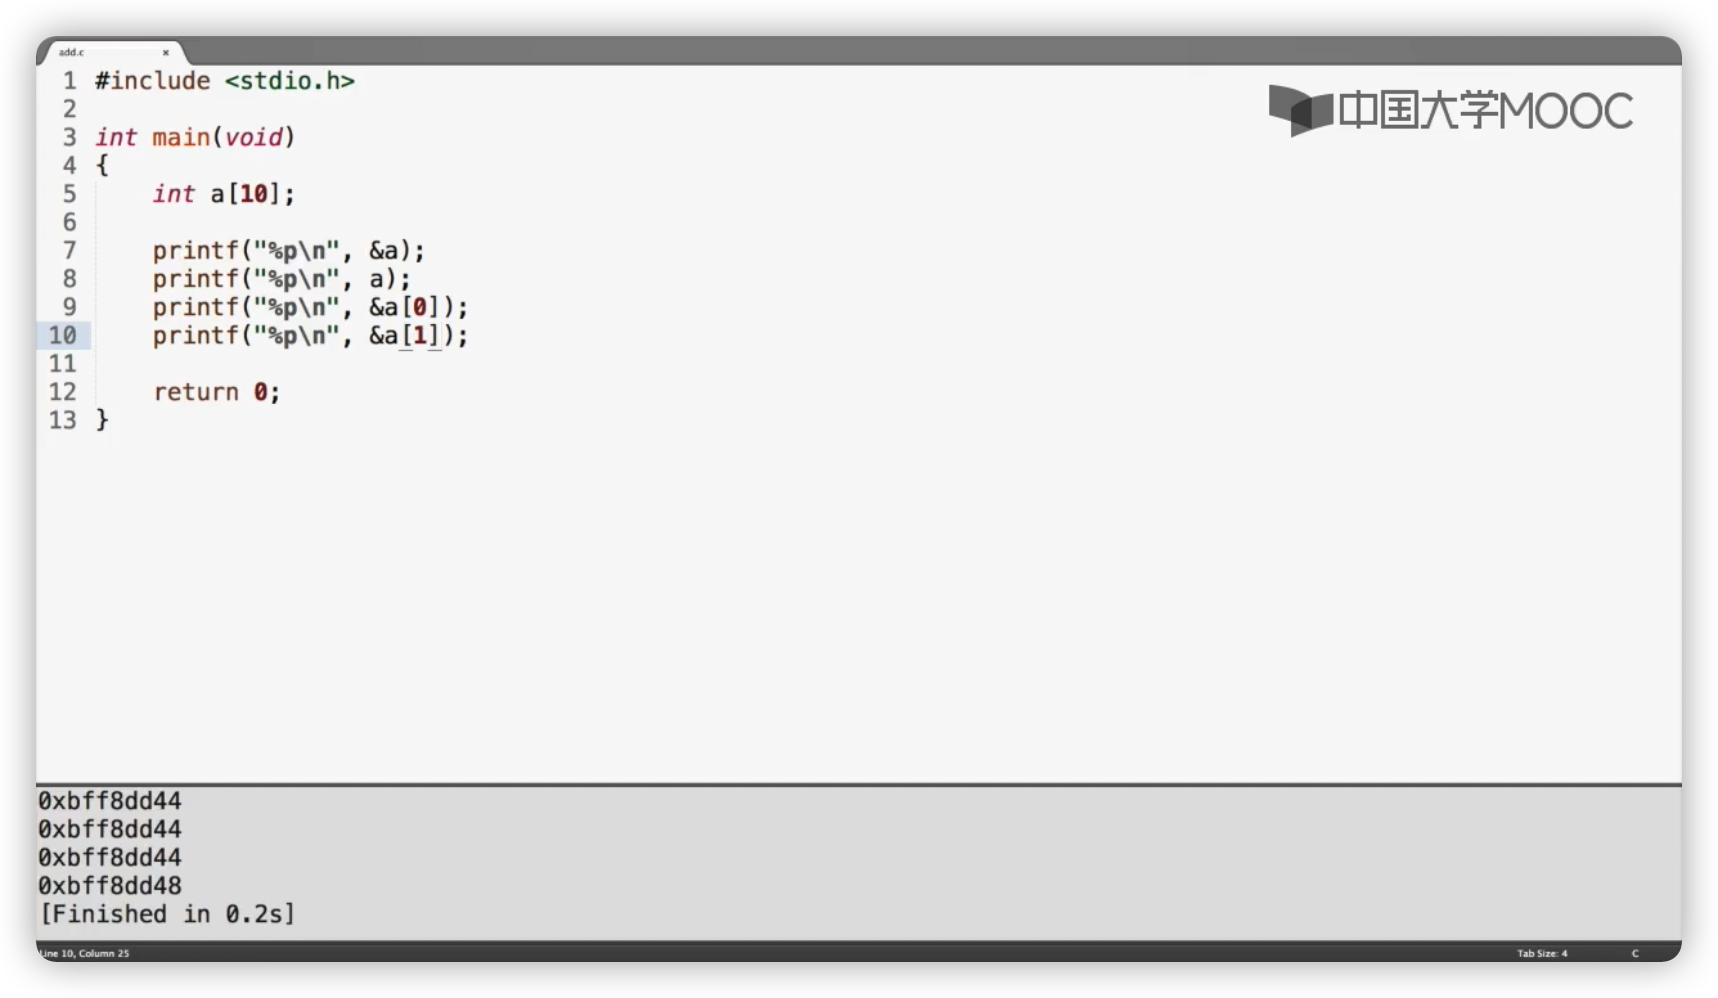 add.c ×
中国大学MOOC
1 #include <stdio.h>
2
3 int main(void)
4 {
5     int a[10];
6
7     printf("%p\n", &a);
8     printf("%p\n", a);
9     printf("%p\n", &a[0]);
10     printf("%p\n", &a[1]);
11
12     return 0;
13 }
0xbff8dd44
0xbff8dd44
0xbff8dd44
0xbff8dd48
[Finished in 0.2s]
Line 10, Column 25
Tab Size: 4
C